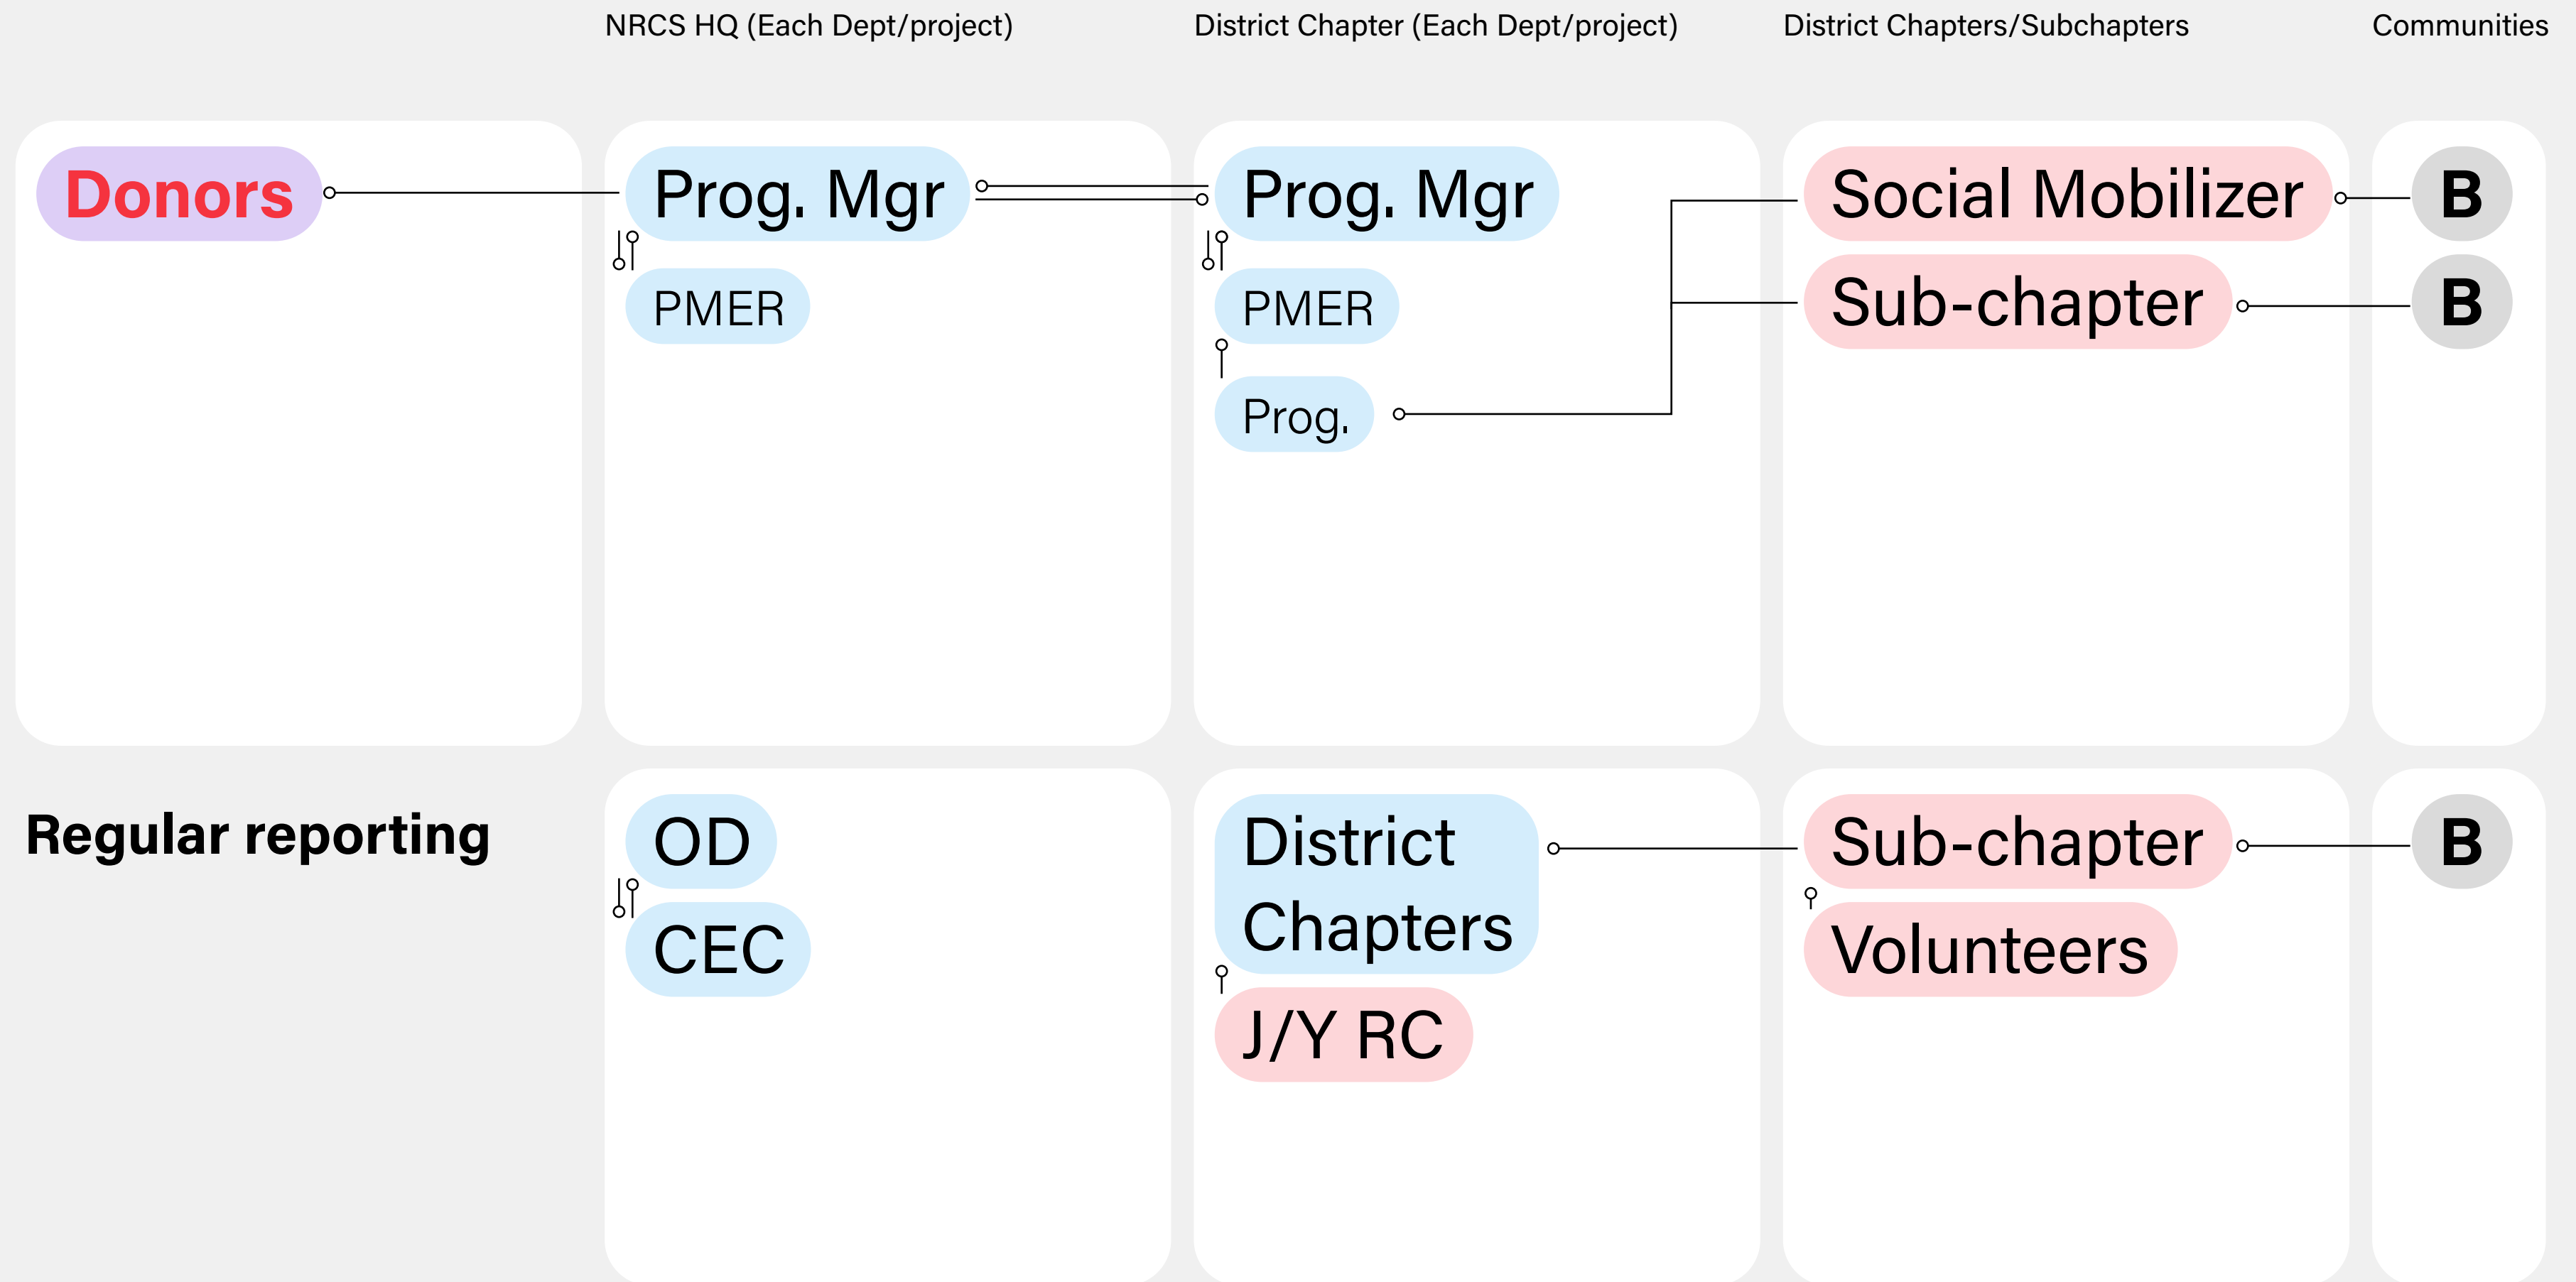 NRCS HQ (Each Dept/project)
District Chapter (Each Dept/project)
District Chapters/Subchapters
Communities
Donors
Prog. Mgr
PMER
Prog. Mgr
PMER
Prog.
Social Mobilizer
Sub-chapter
B
B
Regular reporting
OD
CEC
District
Chapters
J/Y RC
Sub-chapter
Volunteers
B